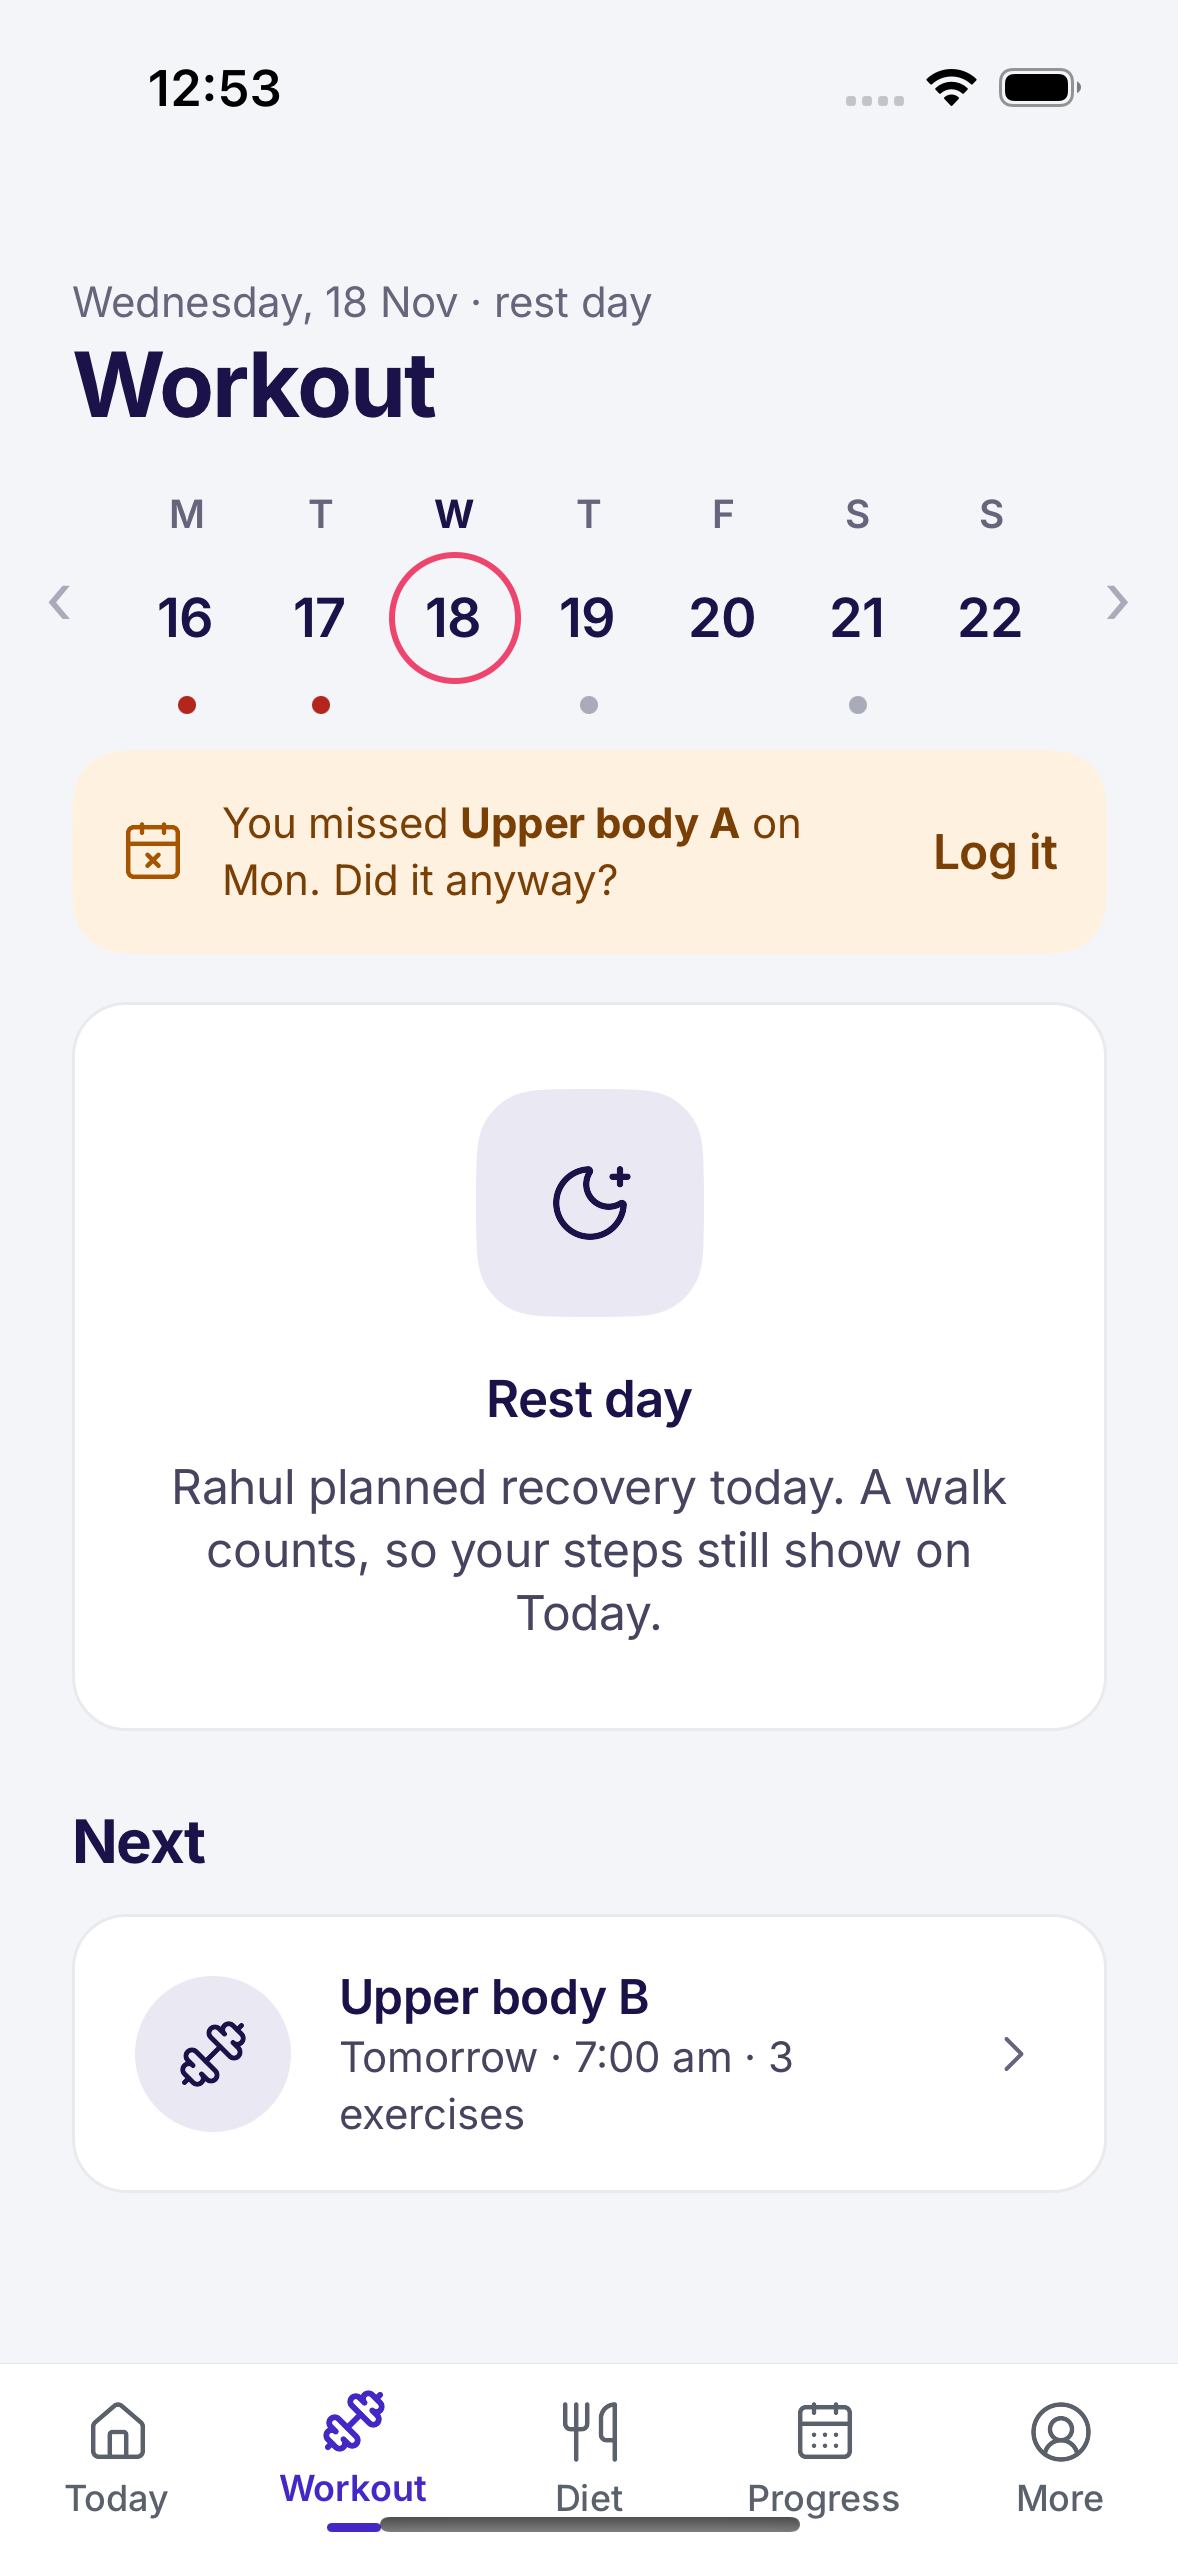 12:53
Wednesday, 18 Nov · rest day
Workout
M T W T F S S
16 17 18 19 20 21 22
You missed Upper body A on
Mon. Did it anyway?
Log it
Rest day
Rahul planned recovery today. A walk
counts, so your steps still show on
Today.
Next
Upper body B
Tomorrow · 7:00 am · 3
exercises
Today Workout Diet Progress More